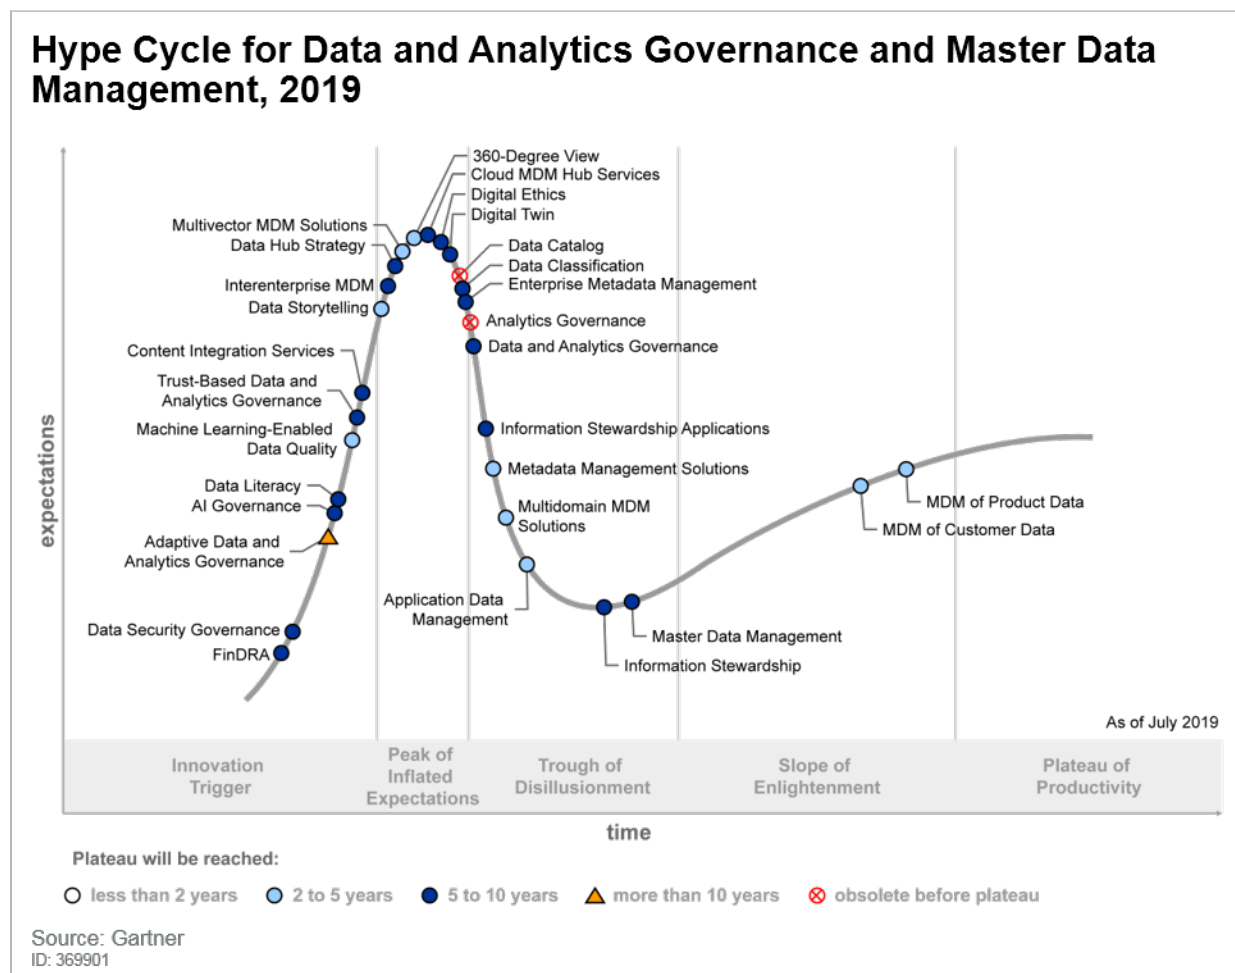 Hype Cycle for Data and Analytics Governance and Master Data
Management, 2019
expectations
360-Degree View
Cloud MDM Hub Services
Digital Ethics
Digital Twin
Multivector MDM Solutions
Data Hub Strategy
Data Catalog
Data Classification
Interenterprise MDM
Enterprise Metadata Management
Data Storytelling
Analytics Governance
Data and Analytics Governance
Content Integration Services
Trust-Based Data and
Analytics Governance
Machine Learning-Enabled
Data Quality
Information Stewardship Applications
Metadata Management Solutions
Data Literacy
AI Governance
Multidomain MDM
Solutions
MDM of Product Data
MDM of Customer Data
Adaptive Data and
Analytics Governance
Application Data
Management
Data Security Governance
FinDRA
Master Data Management
Information Stewardship
As of July 2019
Innovation
Trigger
Peak of
Inflated
Expectations
Trough of
Disillusionment
Slope of
Enlightenment
Plateau of
Productivity
time
Plateau will be reached:
less than 2 years
2 to 5 years
5 to 10 years
more than 10 years
obsolete before plateau
Source: Gartner
ID: 369901